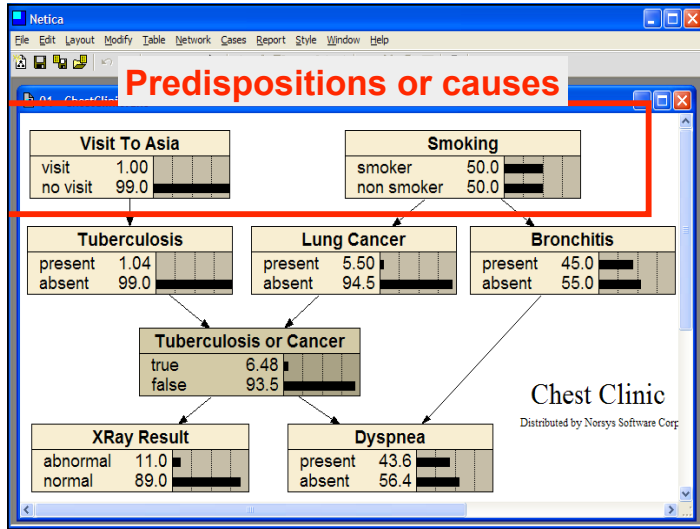 Netica
File Edit Layout Modify Table Network Cases Report Style Window Help
Predispositions or causes
Visit To Asia
visit 1.00
no visit 99.0
Smoking
smoker 50.0
non smoker 50.0
Tuberculosis
present 1.04
absent 99.0
Lung Cancer
present 5.50
absent 94.5
Bronchitis
present 45.0
absent 55.0
Tuberculosis or Cancer
true 6.48
false 93.5
Chest Clinic
Distributed by Norsys Software Corp
XRay Result
abnormal 11.0
normal 89.0
Dyspnea
present 43.6
absent 56.4